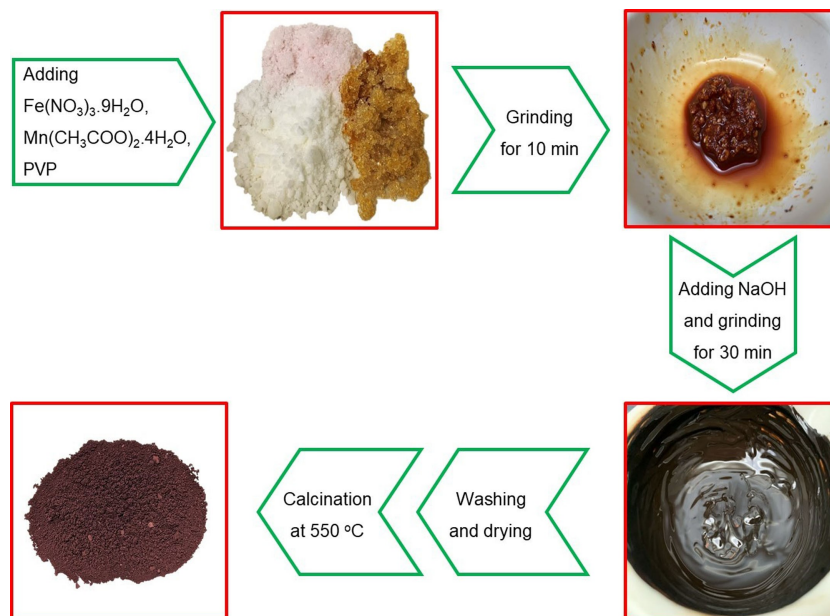 Adding
Fe(NO₃)₃.9H₂O,
Mn(CH₃COO)₂.4H₂O,
PVP
Grinding
for 10 min
Adding NaOH
and grinding
for 30 min
Washing
and drying
Calcination
at 550 ᵒC